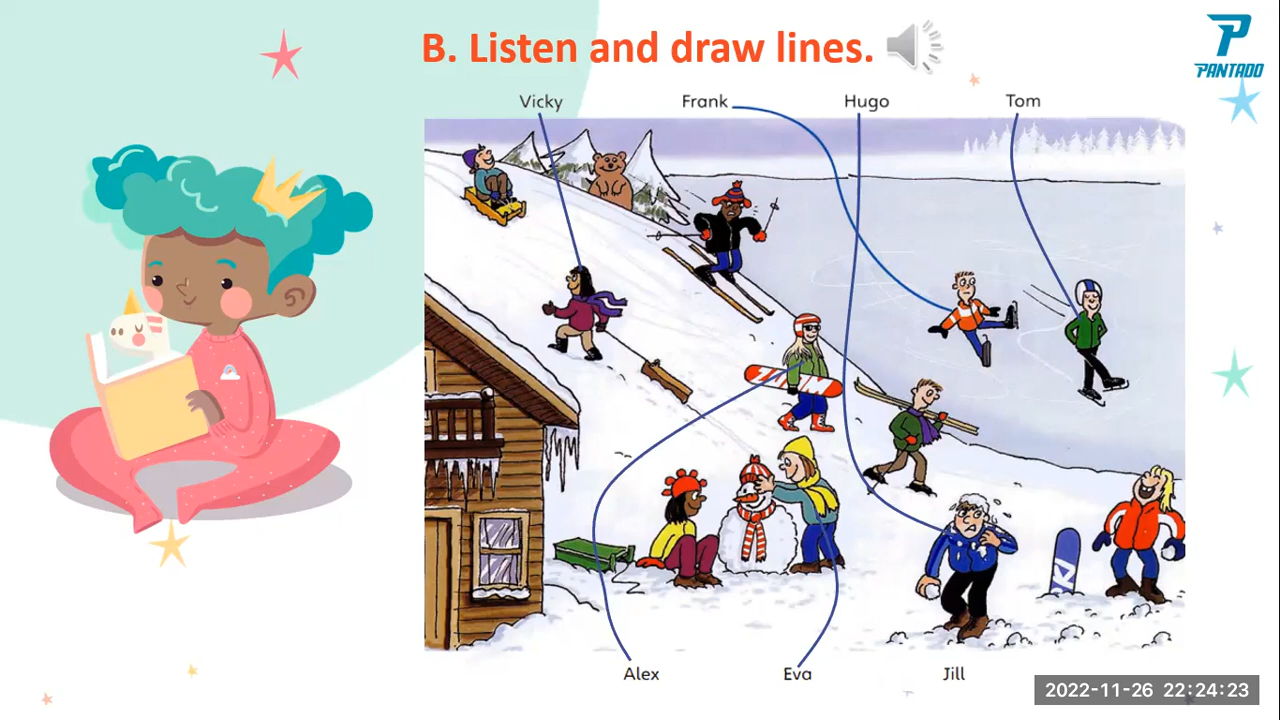 B. Listen and draw lines.
PANTADO
Vicky Frank Hugo Tom
Alex Eva Jill
2022-11-26 22:24:23